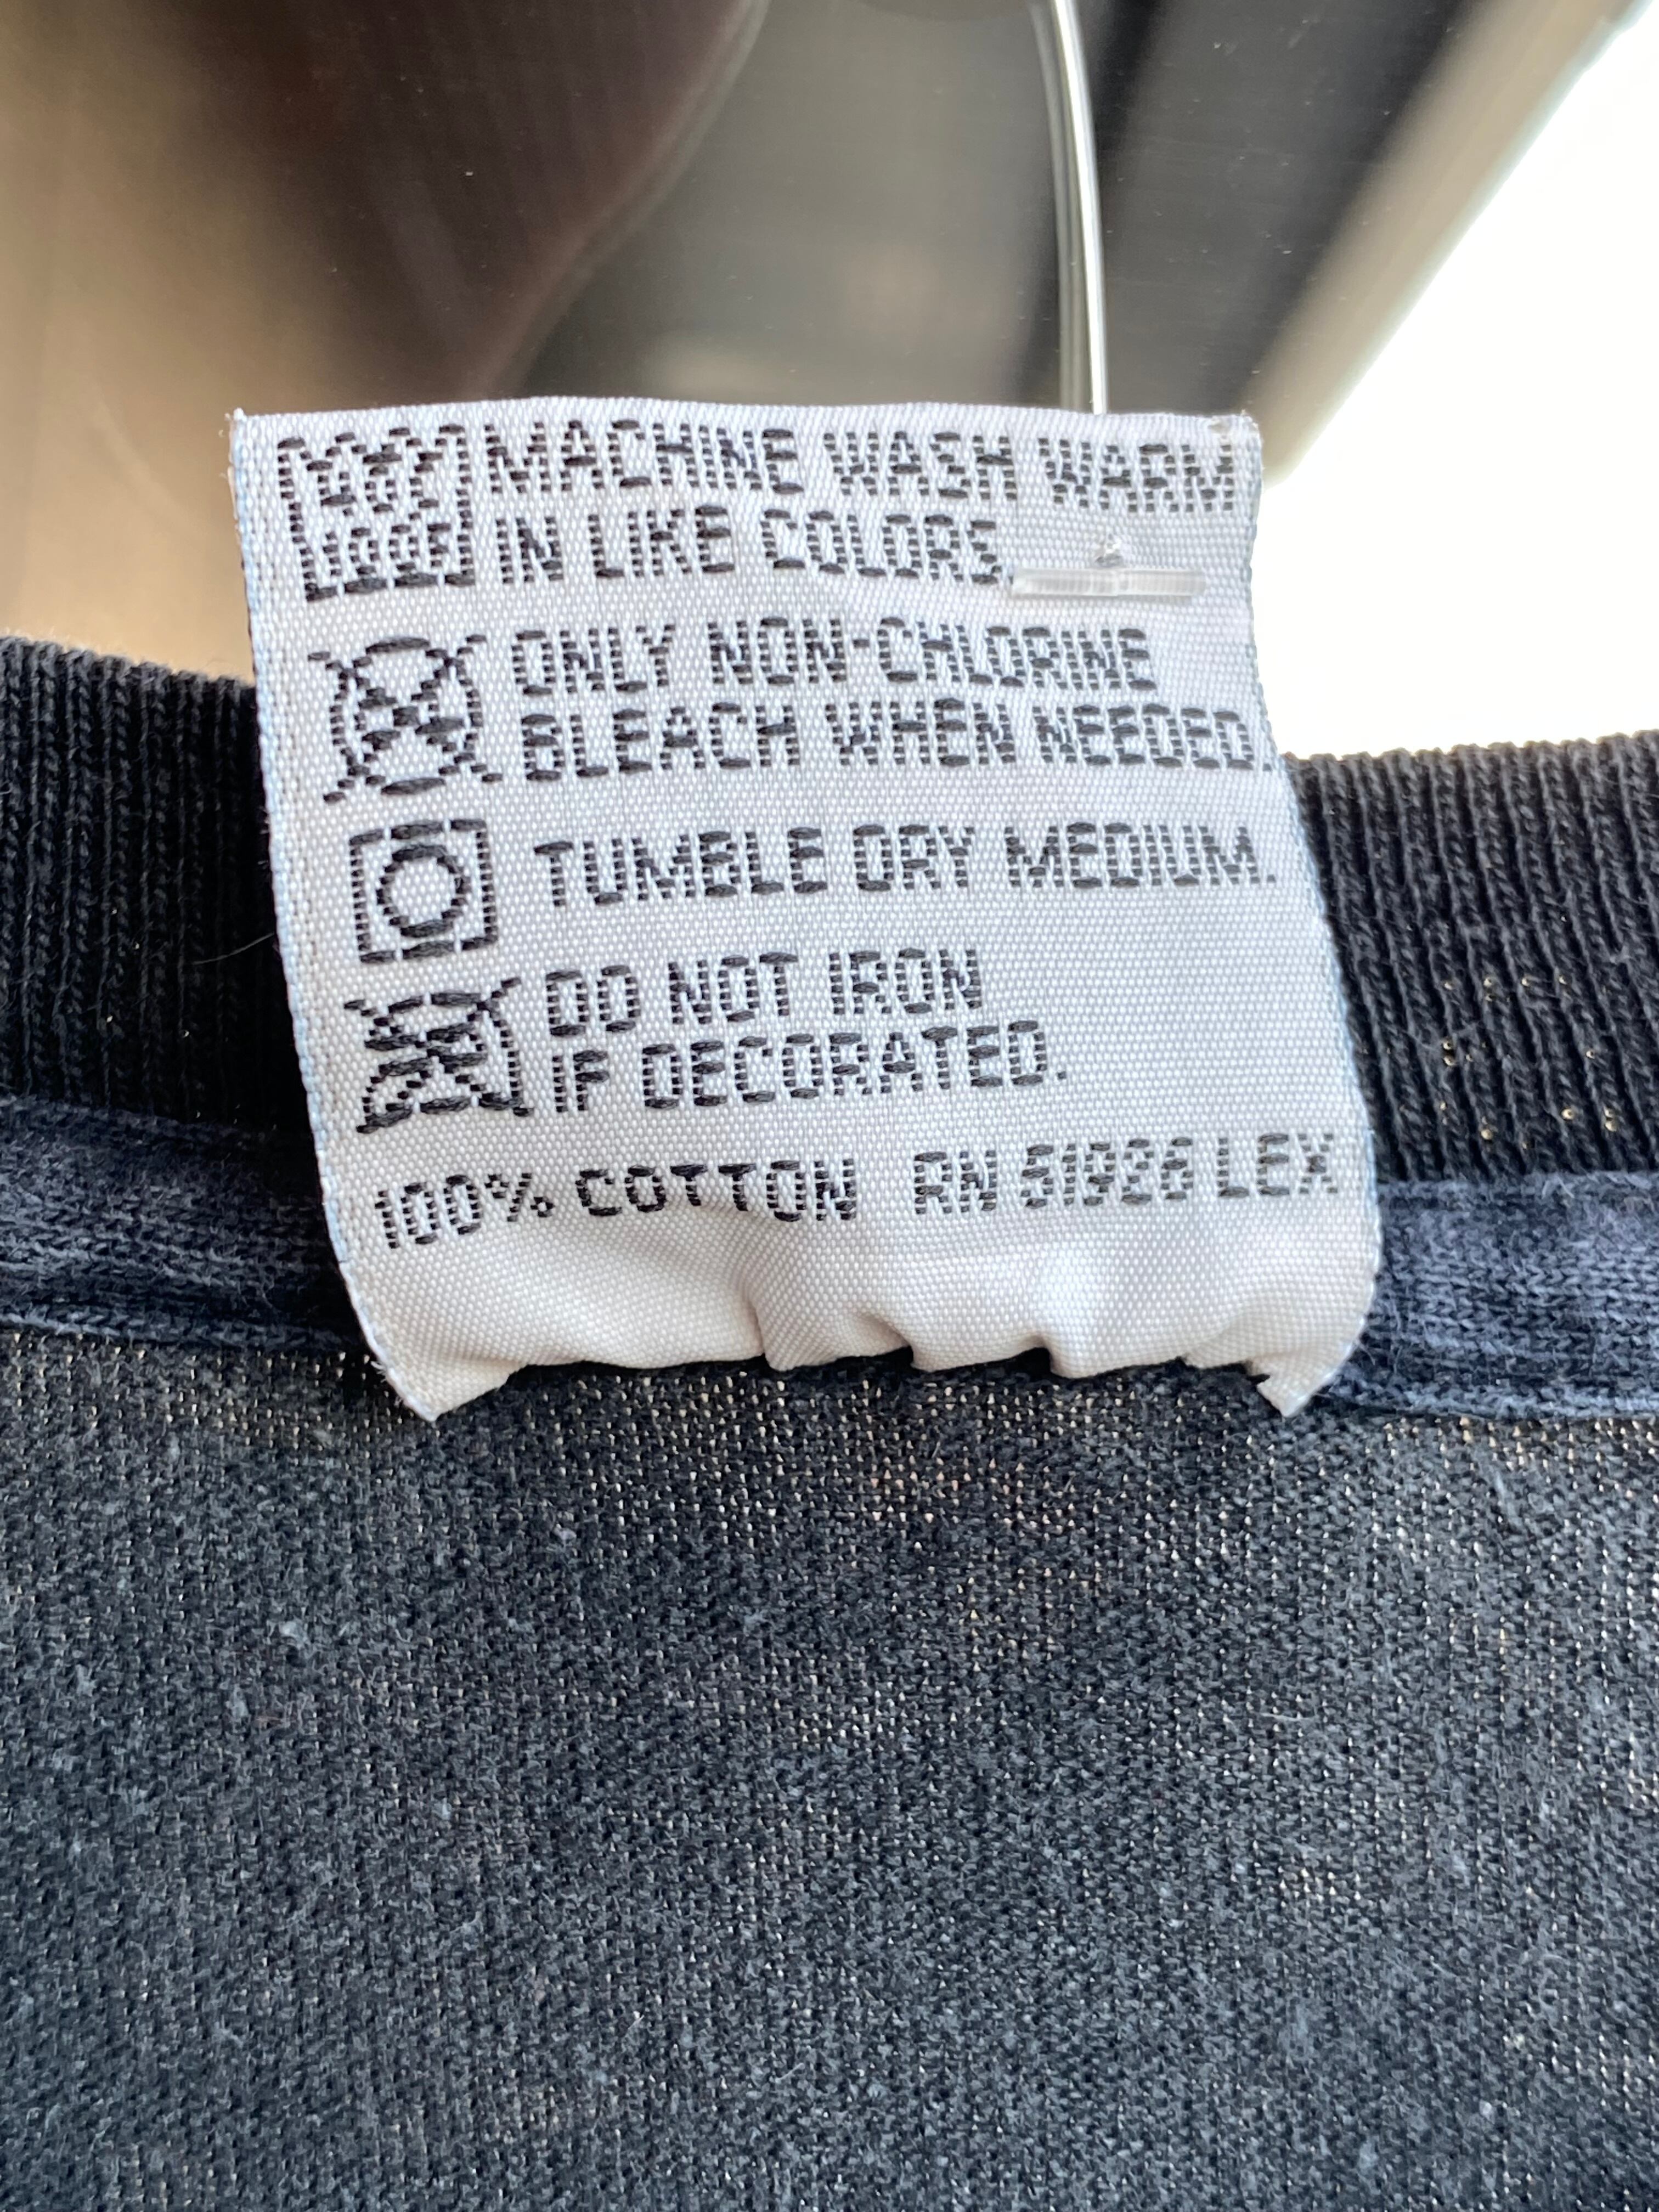 MACHINE WASH WARM
IN LIKE COLORS.
ONLY NON-CHLORINE
BLEACH WHEN NEEDED.
TUMBLE DRY MEDIUM.
DO NOT IRON
IF DECORATED.
100% COTTON RN 51926 LEX